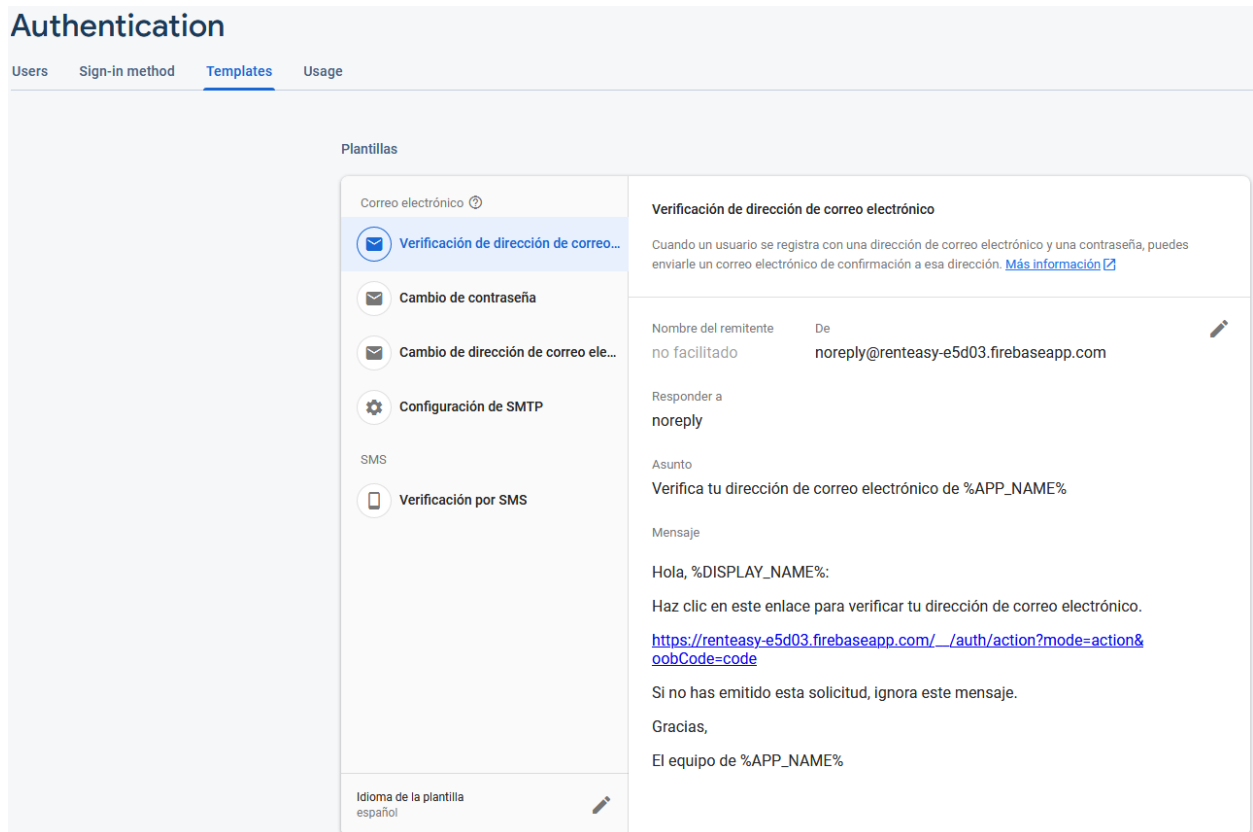 Authentication
Users Sign-in method Templates Usage
Plantillas
Correo electrónico
Verificación de dirección de correo...
Cambio de contraseña
Cambio de dirección de correo ele...
Configuración de SMTP
SMS
Verificación por SMS
Idioma de la plantilla
español
Verificación de dirección de correo electrónico
Cuando un usuario se registra con una dirección de correo electrónico y una contraseña, puedes
enviarle un correo electrónico de confirmación a esa dirección. Más información
Nombre del remitente De
no facilitado noreply@renteasy-e5d03.firebaseapp.com
Responder a
noreply
Asunto
Verifica tu dirección de correo electrónico de %APP_NAME%
Mensaje
Hola, %DISPLAY_NAME%:
Haz clic en este enlace para verificar tu dirección de correo electrónico.
https://renteasy-e5d03.firebaseapp.com/__/auth/action?mode=action&
oobCode=code
Si no has emitido esta solicitud, ignora este mensaje.
Gracias,
El equipo de %APP_NAME%